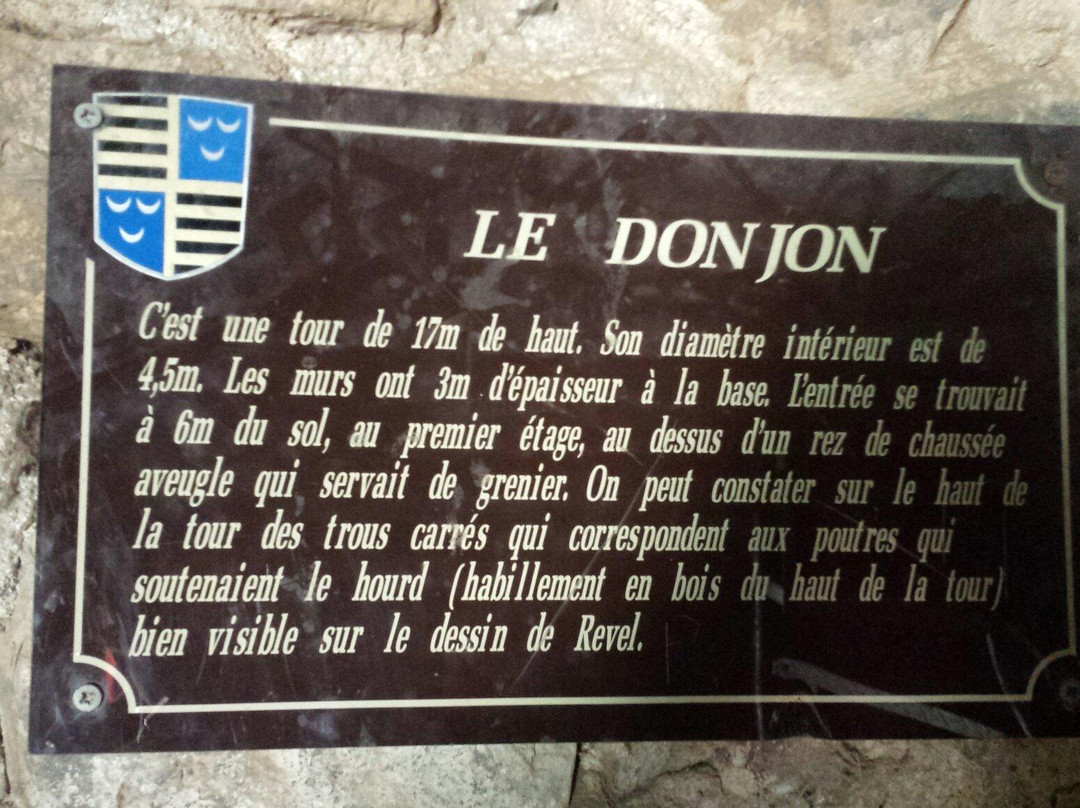 LE DONJON
C'est une tour de 17m de haut. Son diamètre intérieur est de
4,5m. Les murs ont 3m d'épaisseur à la base. L'entrée se trouvait
à 6m du sol, au premier étage, au dessus d'un rez de chaussée
aveugle qui servait de grenier. On peut constater sur le haut de
la tour des trous carrés qui correspondent aux poutres qui
soutenaient le hourd (habillement en bois du haut de la tour)
bien visible sur le dessin de Revel.